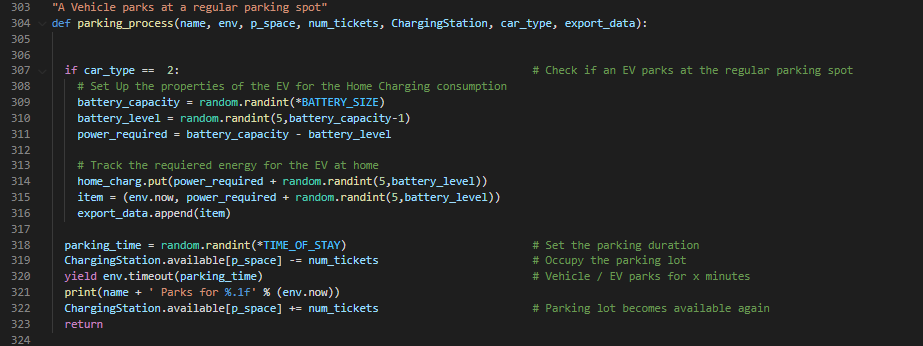 303 "A Vehicle parks at a regular parking spot"
304 def parking_process(name, env, p_space, num_tickets, ChargingStation, car_type, export_data):
305
306
307 if car_type ==  2: # Check if an EV parks at the regular parking spot
308 # Set Up the properties of the EV for the Home Charging consumption
309 battery_capacity = random.randint(*BATTERY_SIZE)
310 battery_level = random.randint(5,battery_capacity-1)
311 power_required = battery_capacity - battery_level
312
313 # Track the requiered energy for the EV at home
314 home_charg.put(power_required + random.randint(5,battery_level))
315 item = (env.now, power_required + random.randint(5,battery_level))
316 export_data.append(item)
317
318 parking_time = random.randint(*TIME_OF_STAY) # Set the parking duration
319 ChargingStation.available[p_space] -= num_tickets # Occupy the parking lot
320 yield env.timeout(parking_time) # Vehicle / EV parks for x minutes
321 print(name + ' Parks for %.1f' % (env.now))
322 ChargingStation.available[p_space] += num_tickets # Parking lot becomes available again
323 return
324